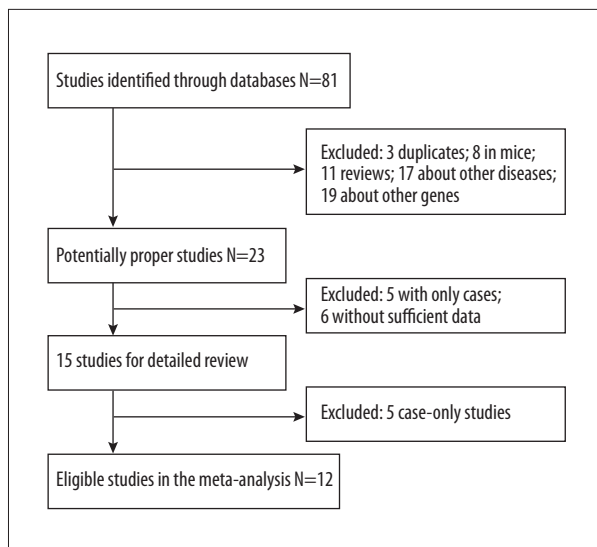 Studies identified through databases N=81
Excluded: 3 duplicates; 8 in mice;
11 reviews; 17 about other diseases;
19 about other genes
Potentially proper studies N=23
Excluded: 5 with only cases;
6 without sufficient data
15 studies for detailed review
Excluded: 5 case-only studies
Eligible studies in the meta-analysis N=12